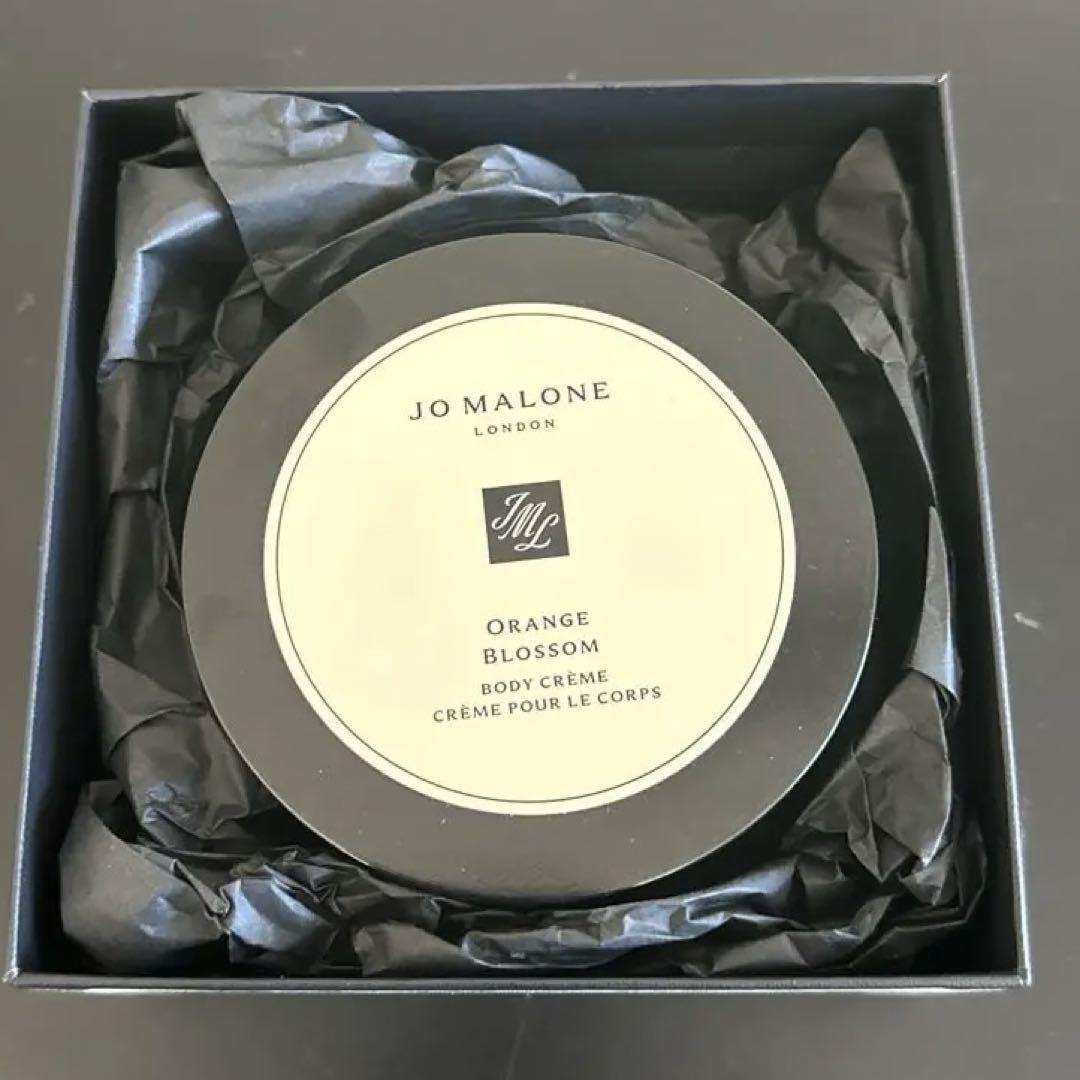 JO MALONE
LONDON
JML
ORANGE
BLOSSOM
BODY CRÈME
CRÈME POUR LE CORPS